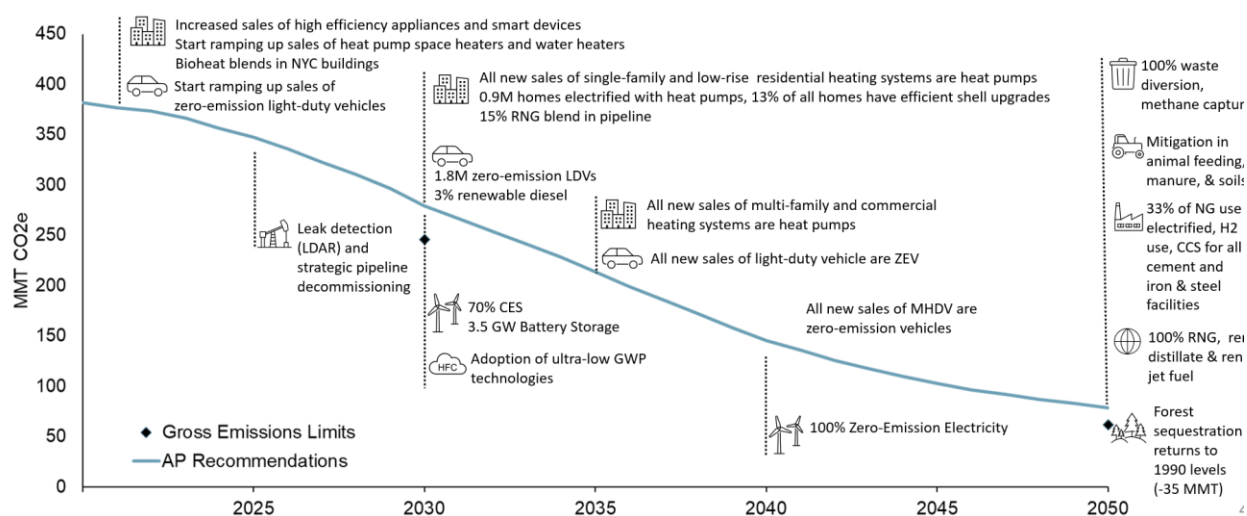 450
400
350
300
250
200
150
100
50
0
MMT CO2e
Increased sales of high efficiency appliances and smart devices
Start ramping up sales of heat pump space heaters and water heaters
Bioheat blends in NYC buildings
Start ramping up sales of
zero-emission light-duty vehicles
Leak detection
(LDAR) and
strategic pipeline
decommissioning
All new sales of single-family and low-rise residential heating systems are heat pumps
0.9M homes electrified with heat pumps, 13% of all homes have efficient shell upgrades
15% RNG blend in pipeline
1.8M zero-emission LDVs
3% renewable diesel
70% CES
3.5 GW Battery Storage
HFC
Adoption of ultra-low GWP
technologies
All new sales of multi-family and commercial
heating systems are heat pumps
All new sales of light-duty vehicle are ZEV
All new sales of MHDV are
zero-emission vehicles
100% Zero-Emission Electricity
100% waste
diversion,
methane captur
Mitigation in
animal feeding,
manure, & soils
33% of NG use
electrified, H2
use, CCS for all
cement and
iron & steel
facilities
100% RNG, ren
distillate & ren
jet fuel
Forest
sequestration
returns to
1990 levels
(-35 MMT)
Gross Emissions Limits
AP Recommendations
2025
2030
2035
2040
2045
2050
4